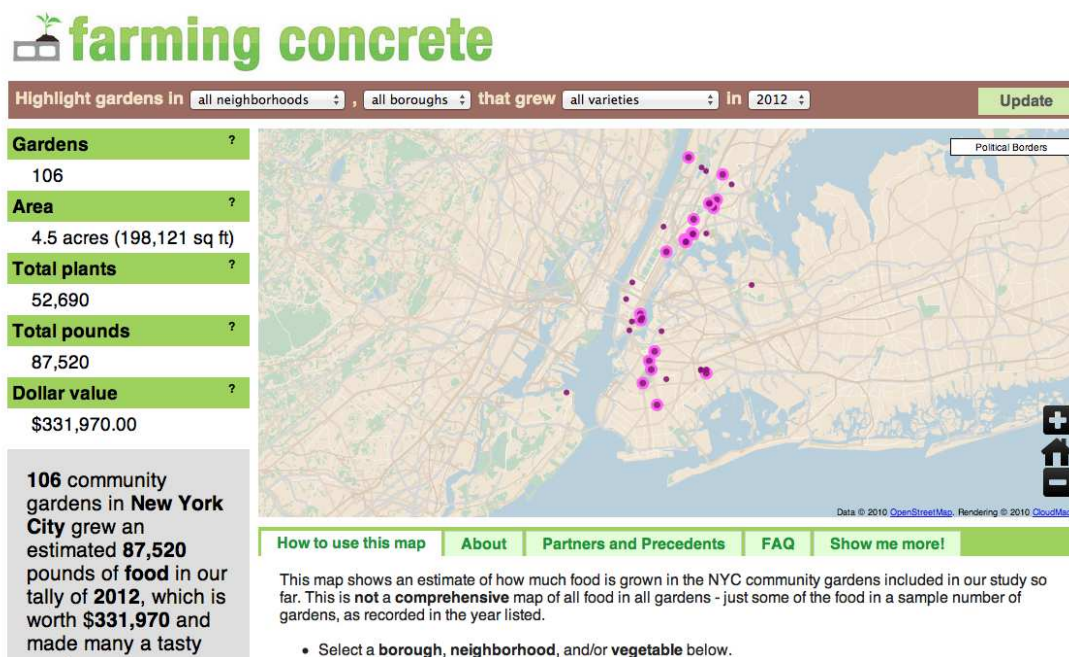 farming concrete
Highlight gardens in all neighborhoods , all boroughs that grew all varieties in 2012 Update
Gardens ?
106
Area ?
4.5 acres (198,121 sq ft)
Total plants ?
52,690
Total pounds ?
87,520
Dollar value ?
$331,970.00
106 community
gardens in New York
City grew an
estimated 87,520
pounds of food in our
tally of 2012, which is
worth $331,970 and
made many a tasty
Political Borders
Data © 2010 OpenStreetMap. Rendering © 2010 CloudMad
How to use this map About Partners and Precedents FAQ Show me more!
This map shows an estimate of how much food is grown in the NYC community gardens included in our study so
far. This is not a comprehensive map of all food in all gardens - just some of the food in a sample number of
gardens, as recorded in the year listed.
• Select a borough, neighborhood, and/or vegetable below.